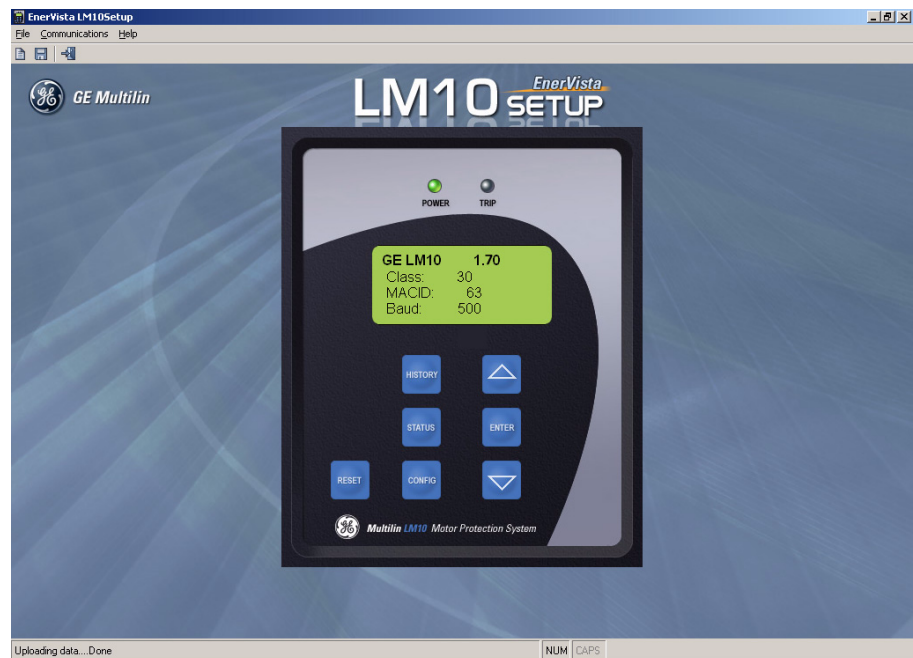 EnerVista LM10Setup
File Communications Help
GE Multilin
LM10 EnerVista SETUP
POWER TRIP
GE LM10 1.70
Class: 30
MACID: 63
Baud: 500
HISTORY
STATUS ENTER
RESET CONFIG
GE Multilin LM10 Motor Protection System
Uploading data....Done NUM CAPS